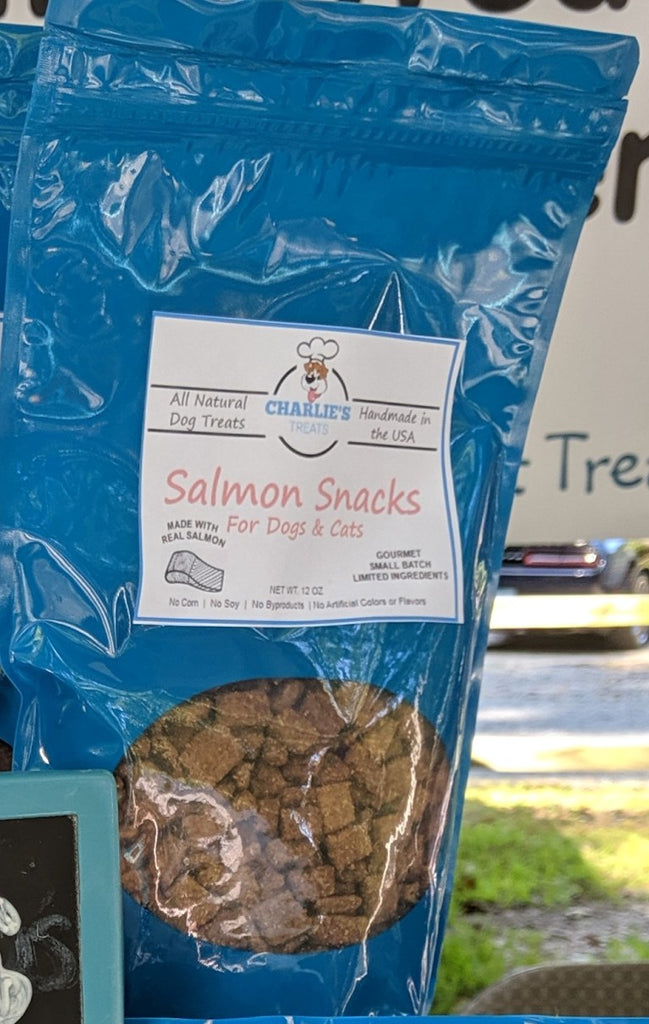 All Natural
Dog Treats
CHARLIE'S
TREATS
Handmade in
the USA
Salmon Snacks
For Dogs & Cats
MADE WITH
REAL SALMON
GOURMET
SMALL BATCH
LIMITED INGREDIENTS
NET WT. 12 OZ
No Corn | No Soy | No Byproducts | No Artificial Colors or Flavors